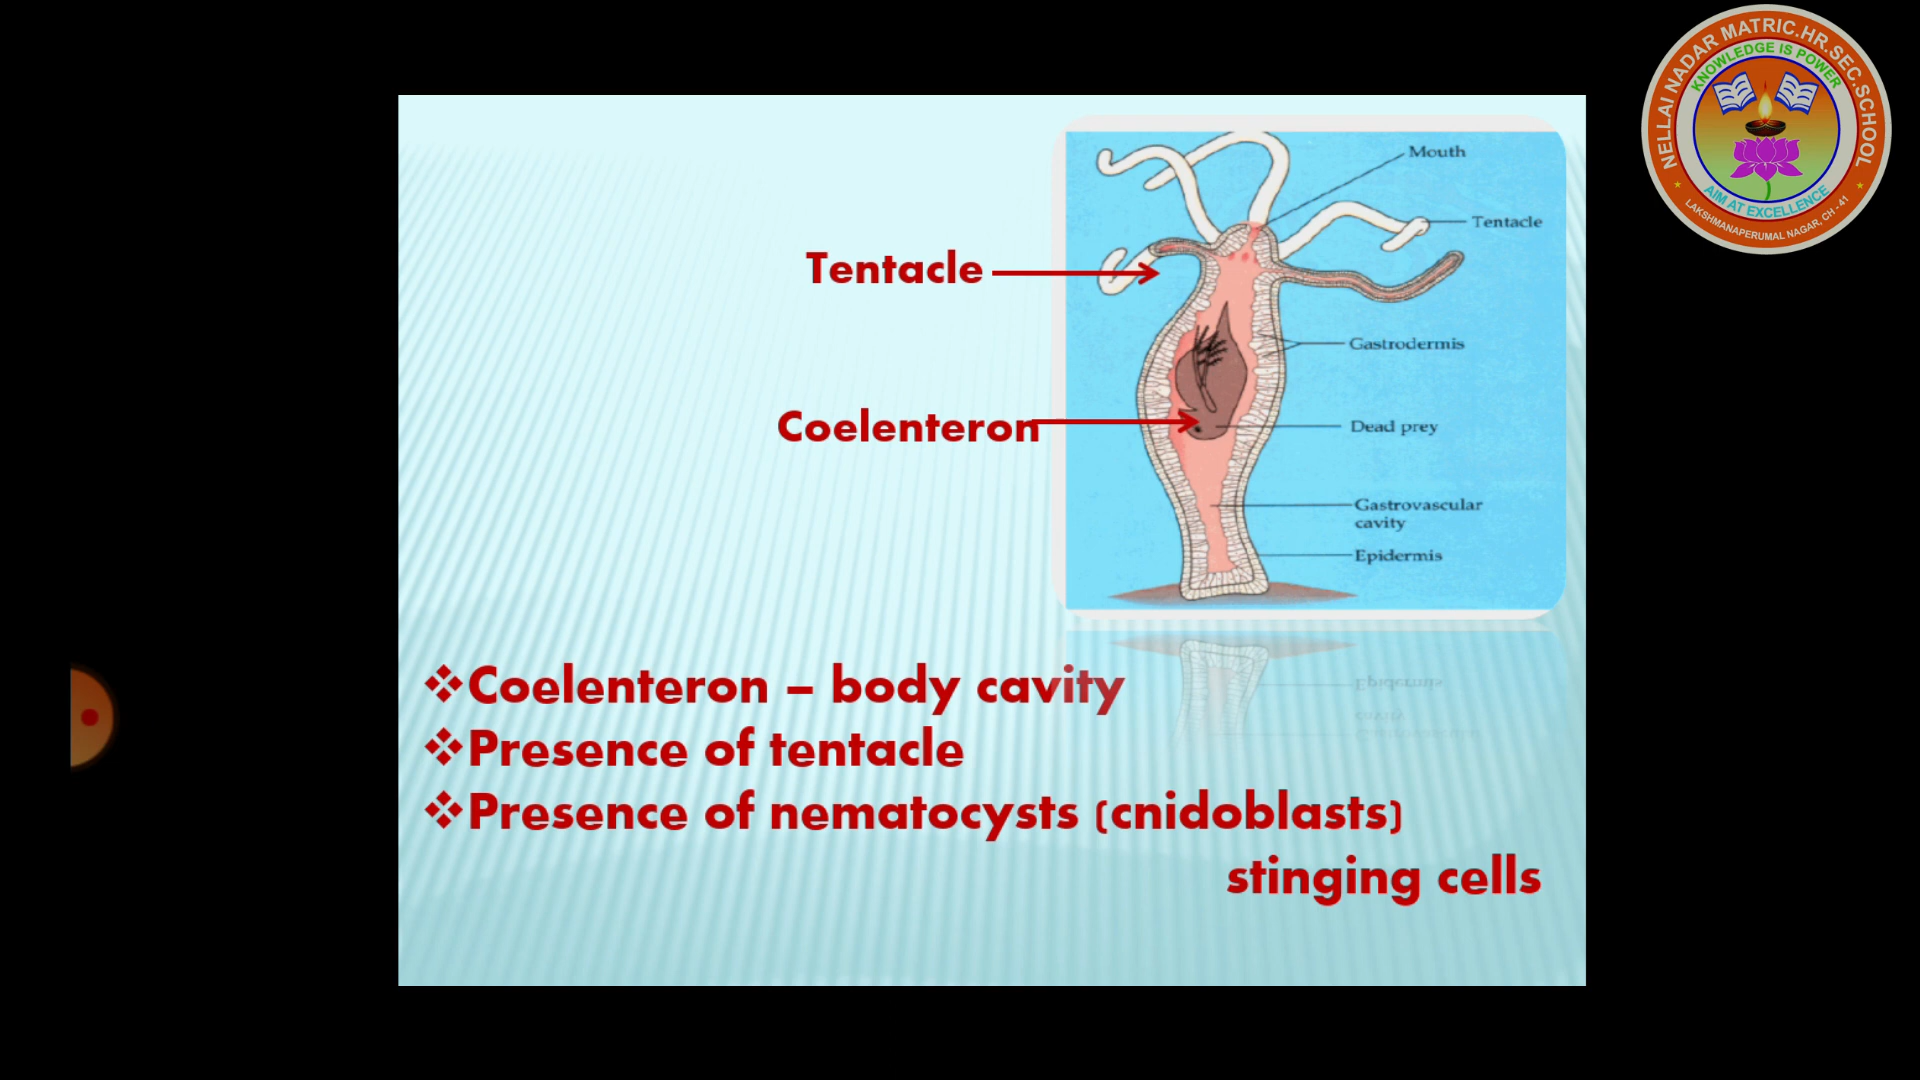 NELLAI NADAR MATRIC.HR.SEC.SCHOOL
KNOWLEDGE IS POWER
AIM AT EXCELLENCE
LAKSHMANAPERUMAL NAGAR, CH - 41
Mouth
Tentacle
Tentacle
Gastrodermis
Coelenteron
Dead prey
Gastrovascular
cavity
Epidermis
❖Coelenteron – body cavity
❖Presence of tentacle
❖Presence of nematocysts (cnidoblasts)
stinging cells